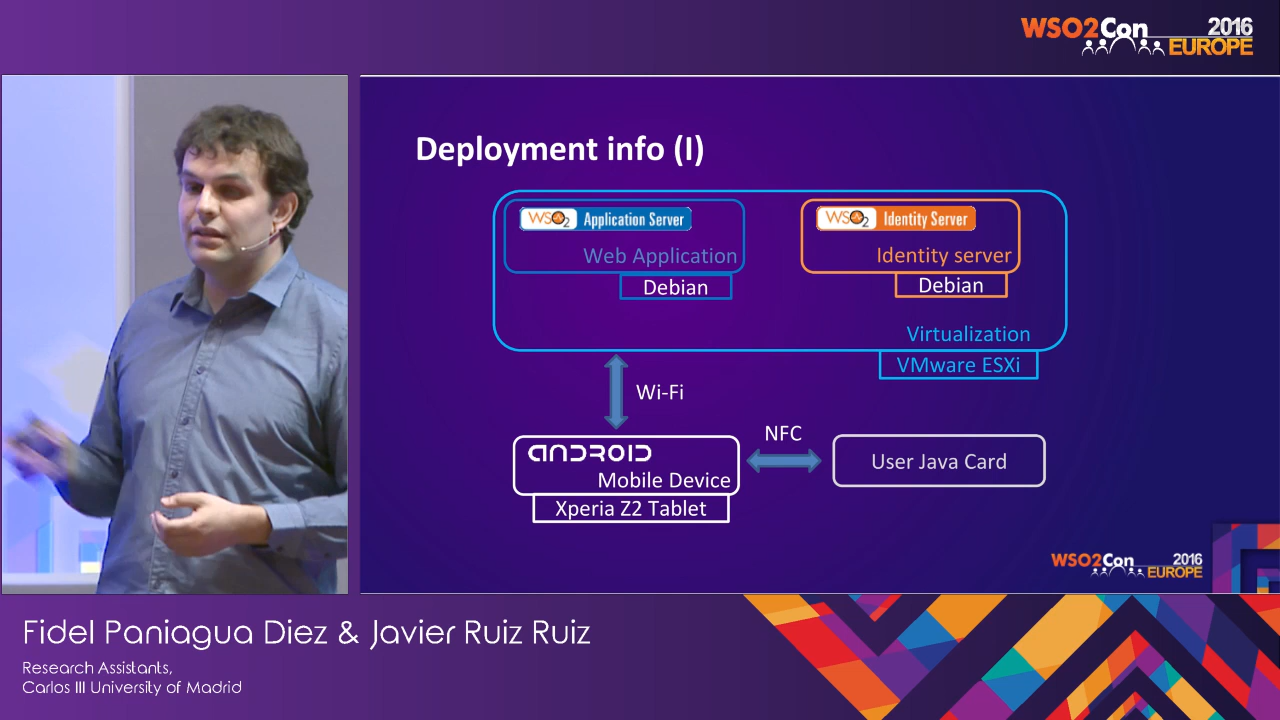 WSO2Con 2016
EUROPE
Deployment info (I)
WSO2 Application Server
Web Application
Debian
WSO2 Identity Server
Identity server
Debian
Virtualization
VMware ESXi
Wi-Fi
NFC
ANDROID
Mobile Device
Xperia Z2 Tablet
User Java Card
WSO2Con 2016
EUROPE
Fidel Paniagua Diez & Javier Ruiz Ruiz
Research Assistants,
Carlos III University of Madrid